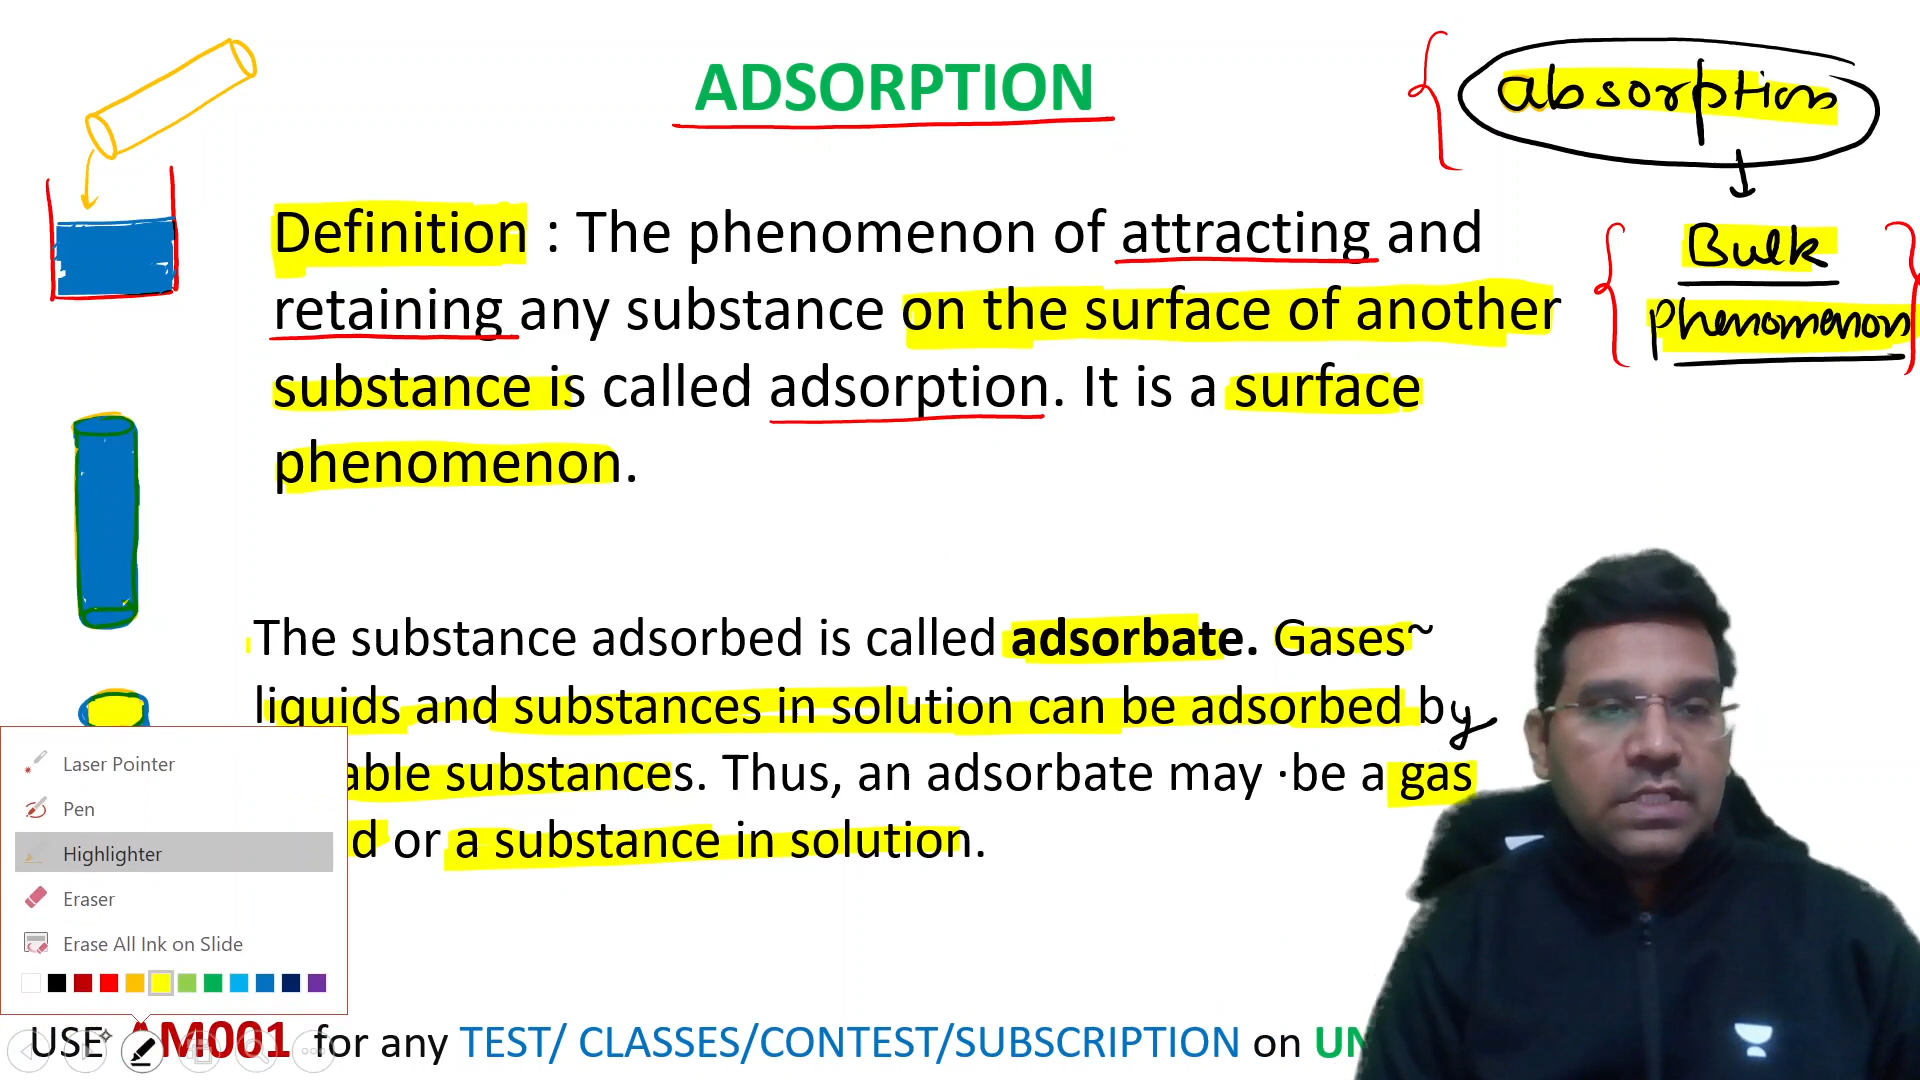 ADSORPTION
absorption
Bulk
phenomenon
Definition : The phenomenon of attracting and
retaining any substance on the surface of another
substance is called adsorption. It is a surface
phenomenon.
The substance adsorbed is called adsorbate. Gases~
liquids and substances in solution can be adsorbed by
able substances. Thus, an adsorbate may ·be a gas
d or a substance in solution.
Laser Pointer
Pen
Highlighter
Eraser
Erase All Ink on Slide
USE M001 for any TEST/ CLASSES/CONTEST/SUBSCRIPTION on UN